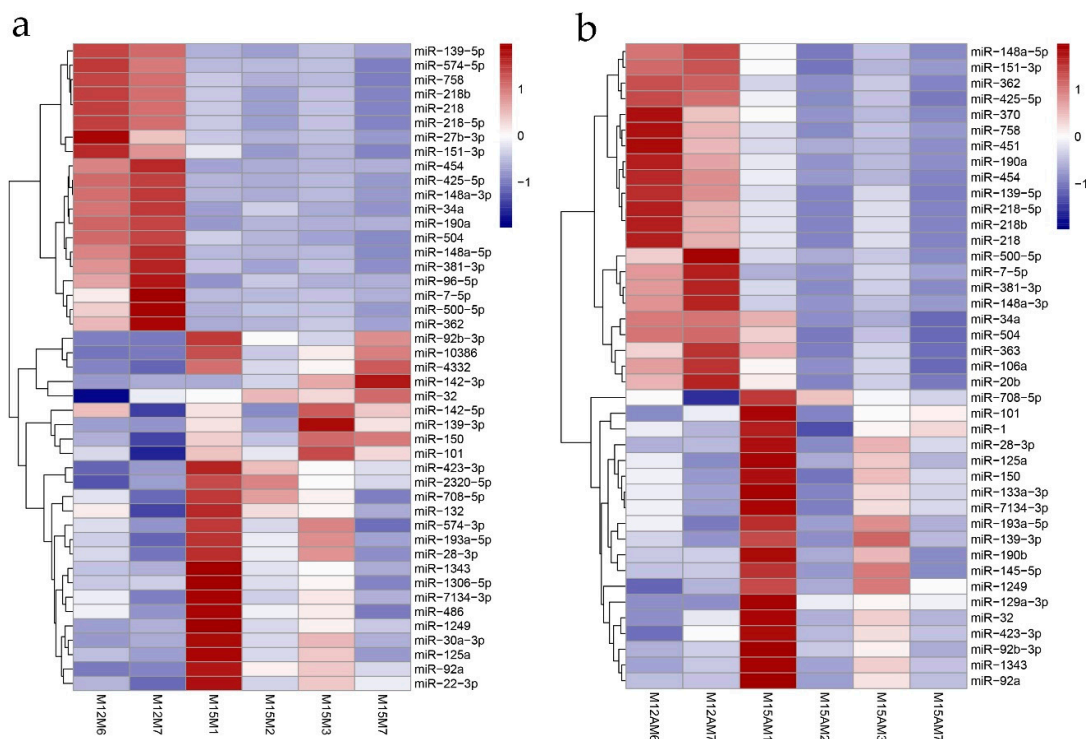 a
miR-139-5p
miR-574-5p
miR-758
miR-218b
miR-218
miR-218-5p
miR-27b-3p
miR-151-3p
miR-454
miR-425-5p
miR-148a-3p
miR-34a
miR-190a
miR-504
miR-148a-5p
miR-381-3p
miR-96-5p
miR-7-5p
miR-500-5p
miR-362
miR-92b-3p
miR-10386
miR-4332
miR-142-3p
miR-32
miR-142-5p
miR-139-3p
miR-150
miR-101
miR-423-3p
miR-2320-5p
miR-708-5p
miR-132
miR-574-3p
miR-193a-5p
miR-28-3p
miR-1343
miR-1306-5p
miR-7134-3p
miR-486
miR-1249
miR-30a-3p
miR-125a
miR-92a
miR-22-3p
M12M6
M12M7
M15M1
M15M2
M15M3
M15M7
1
0
-1
b
miR-148a-5p
miR-151-3p
miR-362
miR-425-5p
miR-370
miR-758
miR-451
miR-190a
miR-454
miR-139-5p
miR-218-5p
miR-218b
miR-218
miR-500-5p
miR-7-5p
miR-381-3p
miR-148a-3p
miR-34a
miR-504
miR-363
miR-106a
miR-20b
miR-708-5p
miR-101
miR-1
miR-28-3p
miR-125a
miR-150
miR-133a-3p
miR-7134-3p
miR-193a-5p
miR-139-3p
miR-190b
miR-145-5p
miR-1249
miR-129a-3p
miR-32
miR-423-3p
miR-92b-3p
miR-1343
miR-92a
M12AM6
M12AM7
M15AM1
M15AM2
M15AM3
M15AM7
1
0
-1